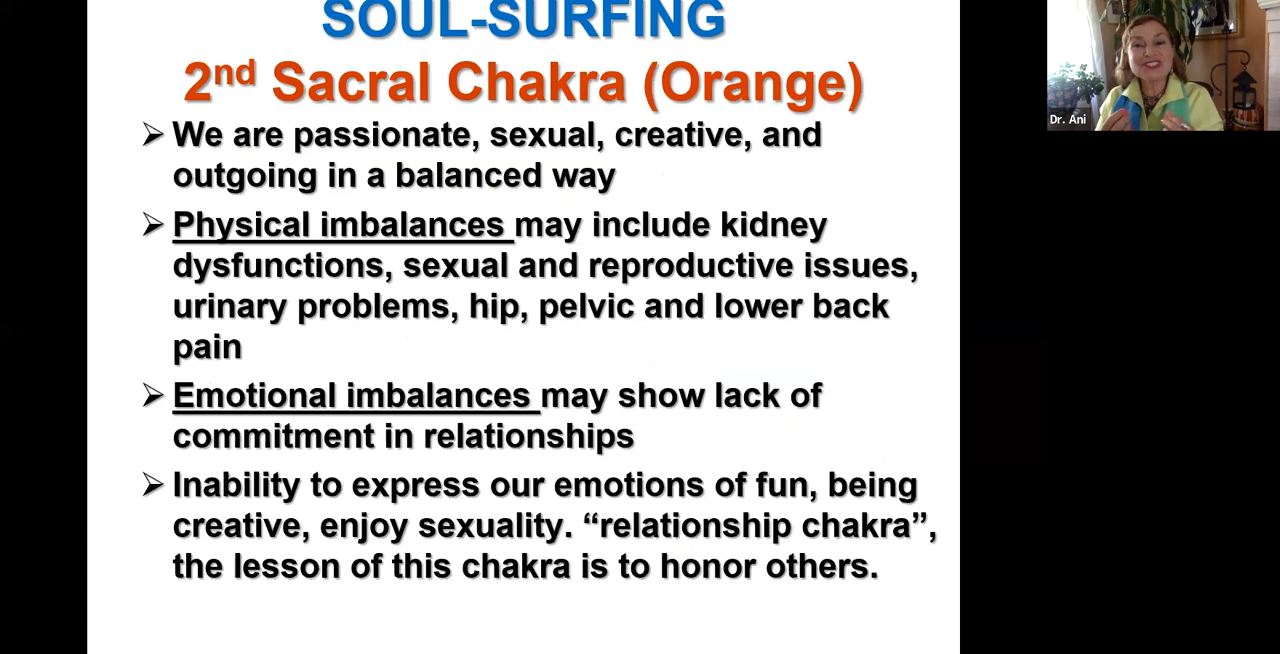 SOUL-SURFING
2nd Sacral Chakra (Orange)
➢ We are passionate, sexual, creative, and
outgoing in a balanced way
➢ Physical imbalances may include kidney
dysfunctions, sexual and reproductive issues,
urinary problems, hip, pelvic and lower back
pain
➢ Emotional imbalances may show lack of
commitment in relationships
➢ Inability to express our emotions of fun, being
creative, enjoy sexuality. “relationship chakra”,
the lesson of this chakra is to honor others.
Dr. Ani